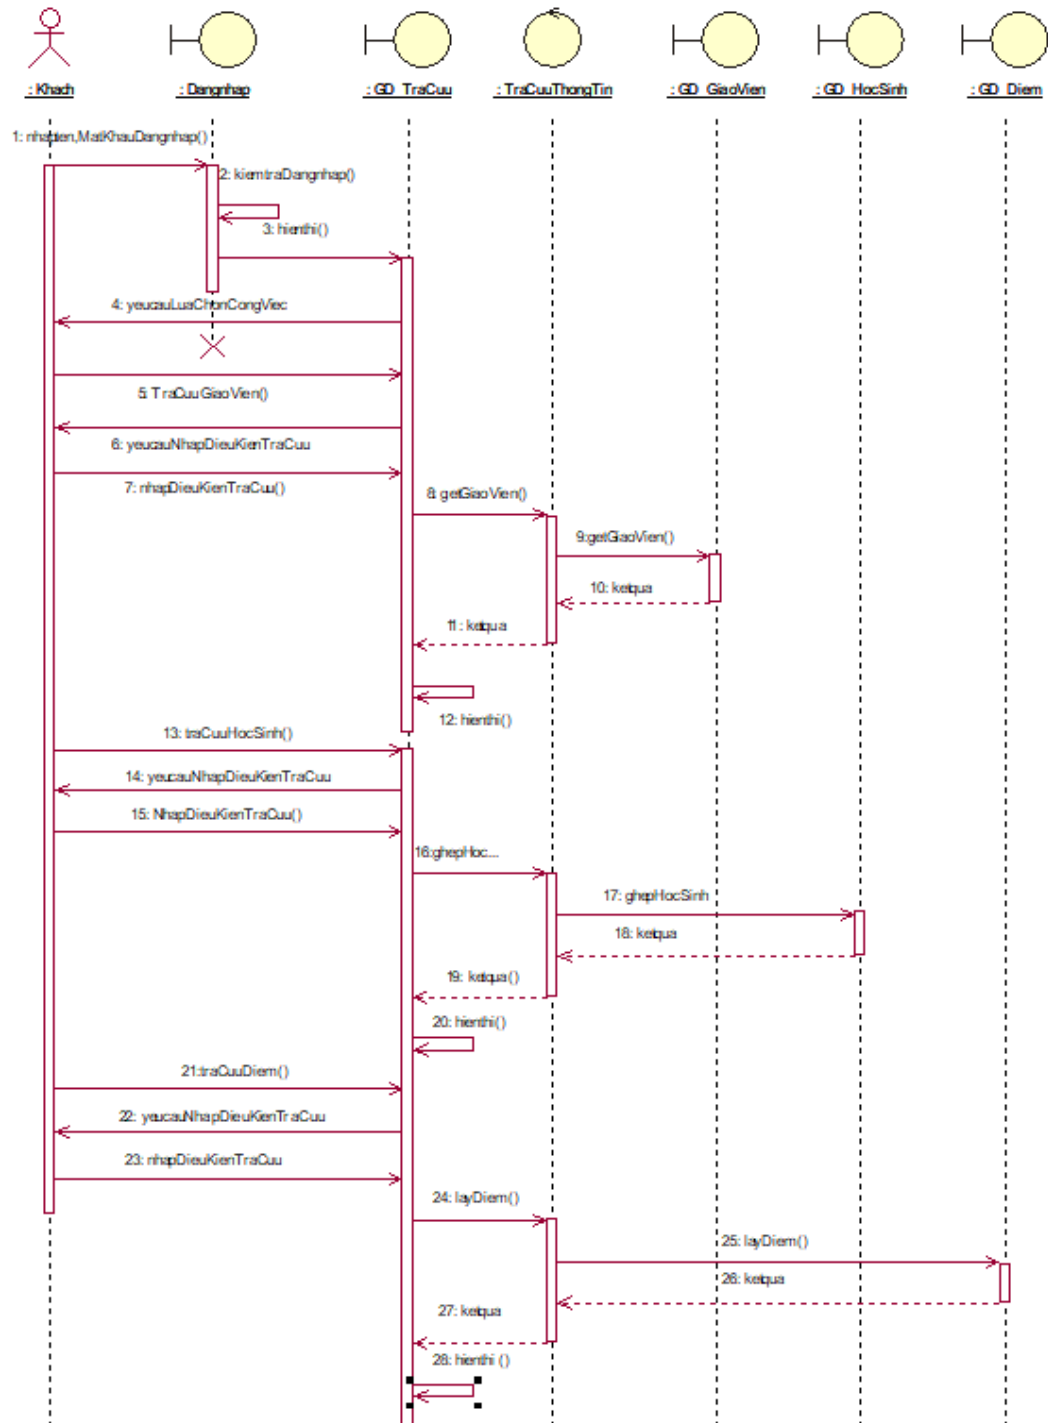 : Khach
: Dangnhap
: GD_TraCuu
: TraCuuThongTin
: GD_GiaoVien
: GD_HocSinh
: GD_Diem
1: nhapten,MatKhauDangnhap()
2: kiemtraDangnhap()
3: hienthi()
4: yeucauLuaChonCongViec
5: TraCuuGiaoVien()
6: yeucauNhapDieuKienTraCuu
7: nhapDieuKienTraCuu()
8: getGiaoVien()
9:getGiaoVien()
10: ketqua
11: ketqua
12: hienthi()
13: traCuuHocSinh()
14: yeucauNhapDieuKienTraCuu
15: NhapDieuKienTraCuu()
16:ghepHoc...
17: ghepHocSinh
18: ketqua
19: ketqua()
20: hienthi()
21:traCuuDiem()
22: yeucauNhapDieuKienTraCuu
23: nhapDieuKienTraCuu
24: layDiem()
25: layDiem()
26: ketqua
27: ketqua
28: hienthi ()